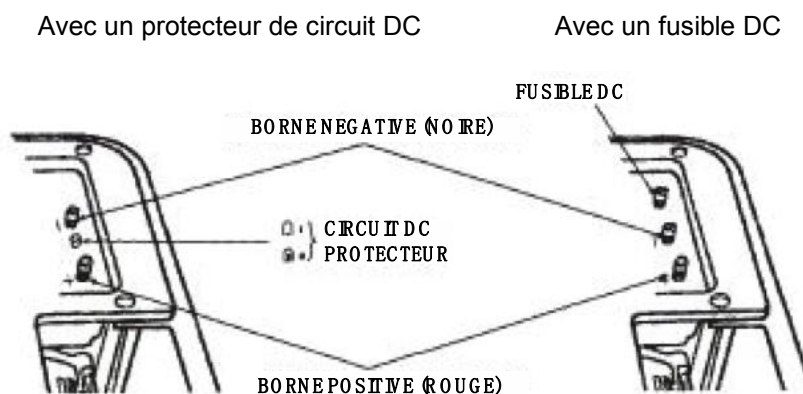 Avec un protecteur de circuit DC
Avec un fusible DC
FUSIBLE DC
BORNE NEGATIVE (NOIRE)
CIRCUIT DC
PROTECTEUR
BORNE POSITIVE (ROUGE)